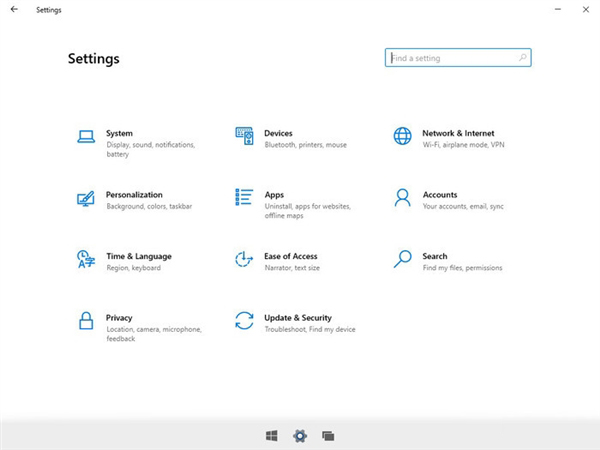 Settings
Settings
Find a setting
System
Display, sound, notifications,
battery
Devices
Bluetooth, printers, mouse
Network & Internet
Wi-Fi, airplane mode, VPN
Personalization
Background, colors, taskbar
Apps
Uninstall, apps for websites,
offline maps
Accounts
Your accounts, email, sync
Time & Language
Region, keyboard
Ease of Access
Narrator, text size
Search
Find my files, permissions
Privacy
Location, camera, microphone,
feedback
Update & Security
Troubleshoot, Find my device